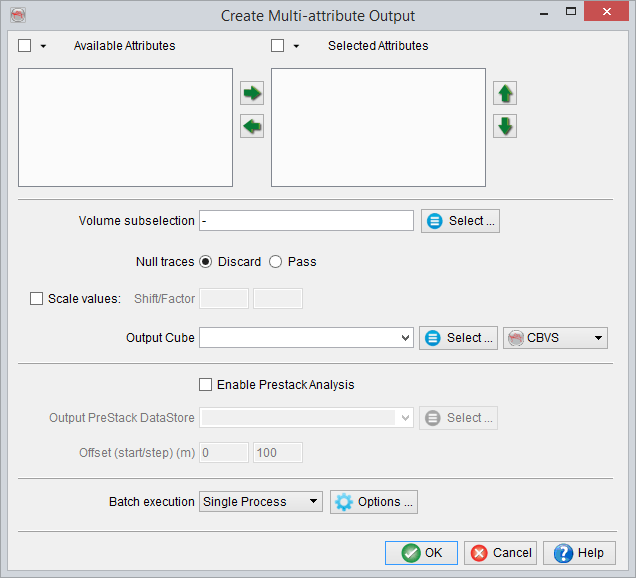 Create Multi-attribute Output
Available Attributes
Selected Attributes
Volume subselection - Select ...
Null traces Discard Pass
Scale values: Shift/Factor
Output Cube Select ... CBVS
Enable Prestack Analysis
Output PreStack DataStore Select ...
Offset (start/step) (m) 0 100
Batch execution Single Process Options ...
OK Cancel Help